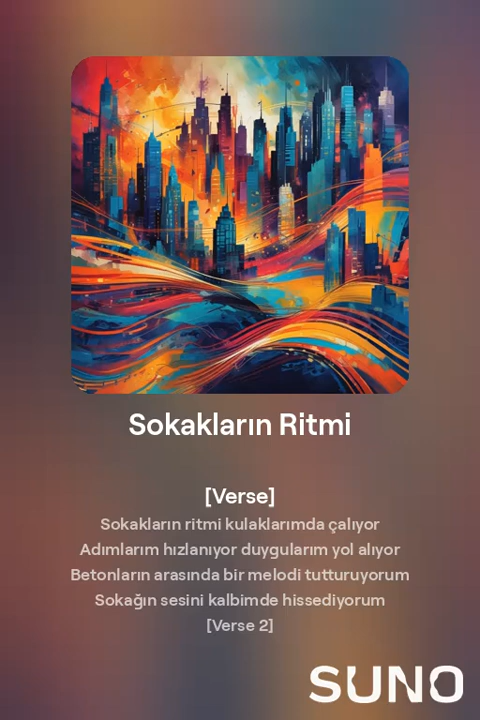 Sokakların Ritmi
[Verse]
Sokakların ritmi kulaklarımda çalıyor
Adımlarım hızlanıyor duygularım yol alıyor
Betonların arasında bir melodi tutturuyorum
Sokağın sesini kalbimde hissediyorum
[Verse 2]
SUNO